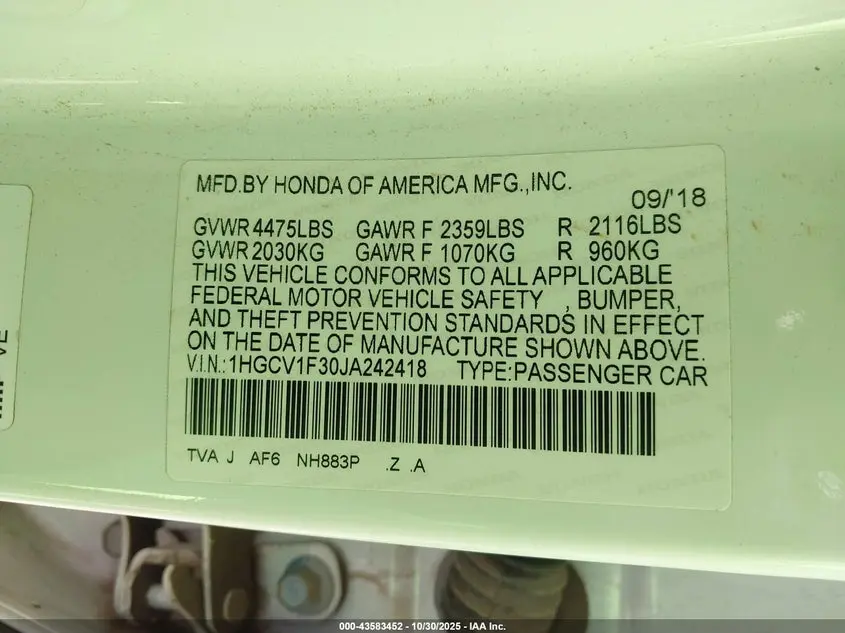 MFD.BY HONDA OF AMERICA MFG.,INC.
09/'18
GVWR 4475LBS GAWR F 2359LBS R 2116LBS
GVWR 2030KG GAWR F 1070KG R 960KG
THIS VEHICLE CONFORMS TO ALL APPLICABLE
FEDERAL MOTOR VEHICLE SAFETY , BUMPER,
AND THEFT PREVENTION STANDARDS IN EFFECT
ON THE DATE OF MANUFACTURE SHOWN ABOVE.
V.I.N.:1HGCV1F30JA242418 TYPE:PASSENGER CAR
TVA J AF6 NH883P .Z .A
VE
000-43583452 - 10/30/2025 - IAA Inc.